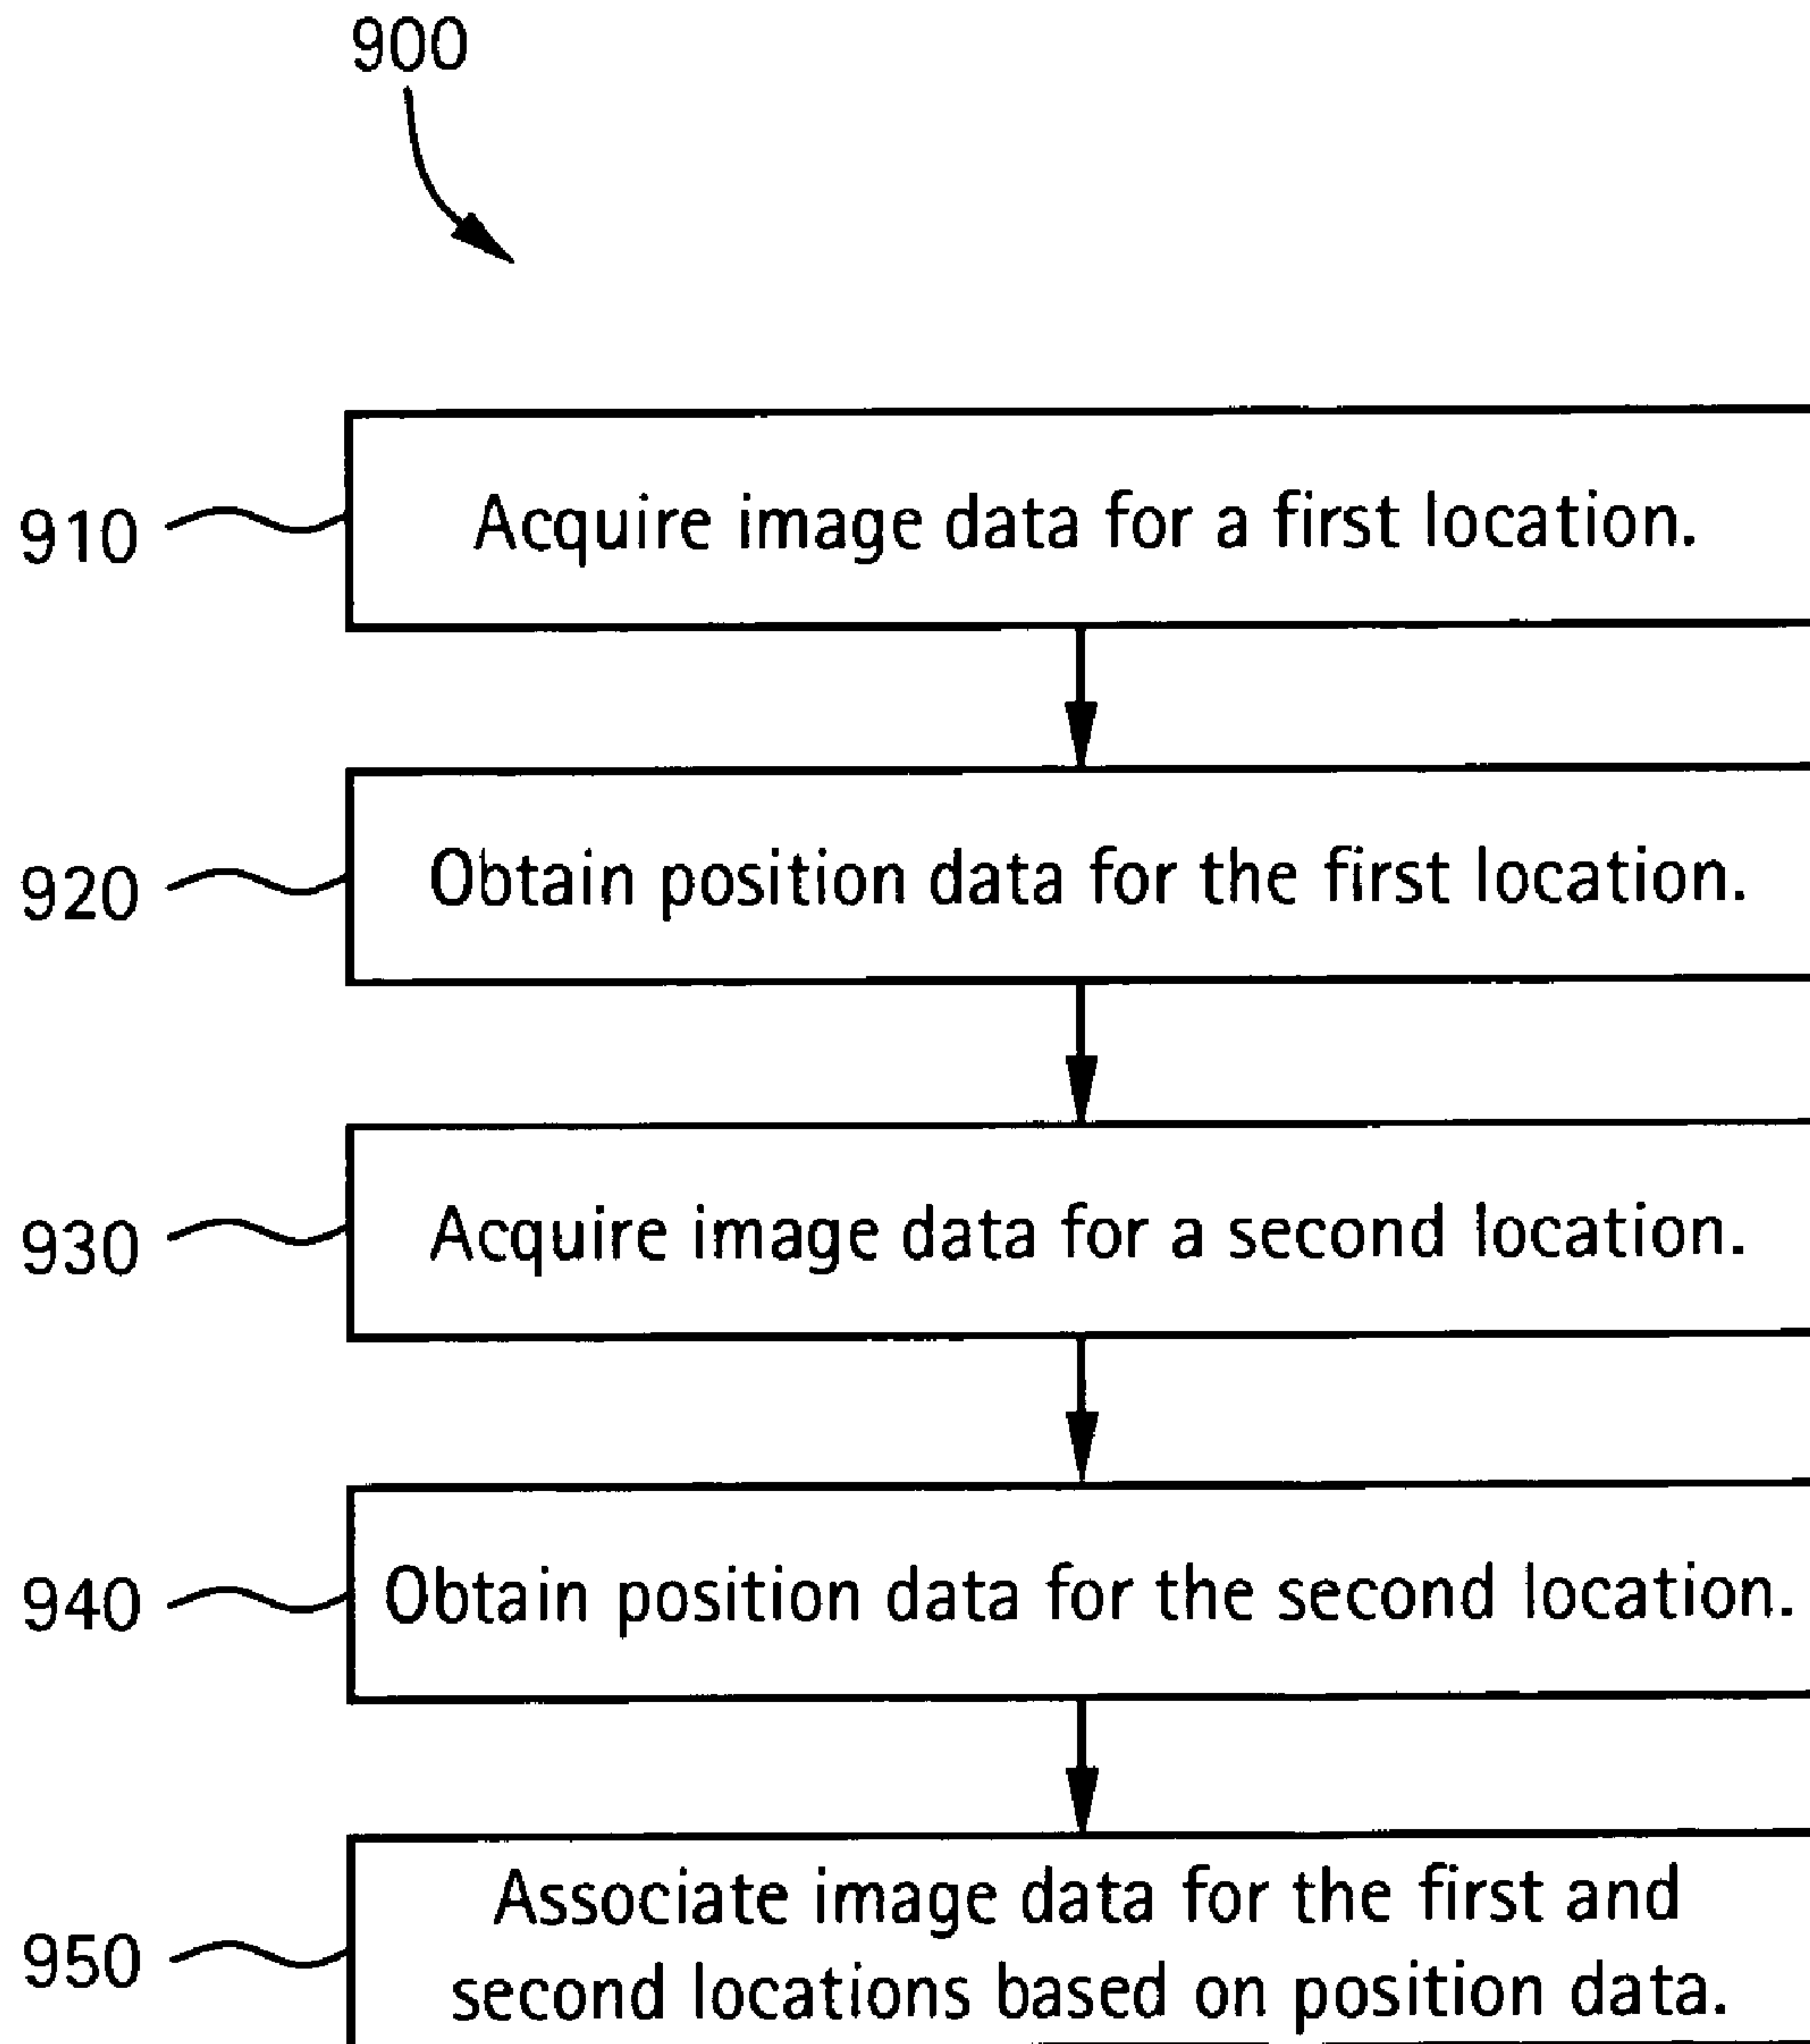 900
910 Acquire image data for a first location.
920 Obtain position data for the first location.
930 Acquire image data for a second location.
940 Obtain position data for the second location.
950 Associate image data for the first and
second locations based on position data.